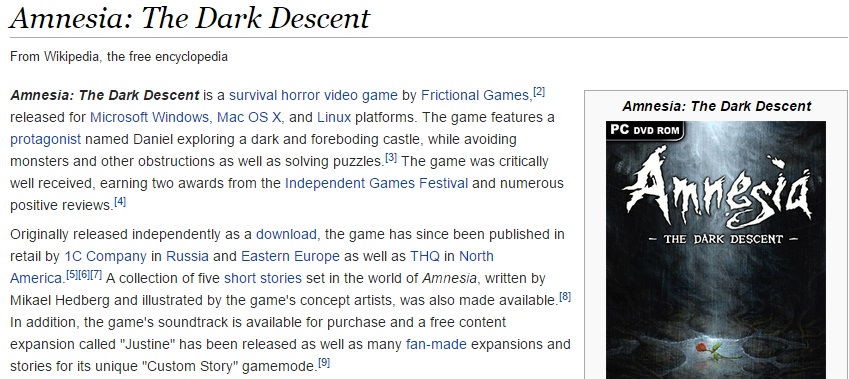 Amnesia: The Dark Descent
From Wikipedia, the free encyclopedia
Amnesia: The Dark Descent is a survival horror video game by Frictional Games,[2]
released for Microsoft Windows, Mac OS X, and Linux platforms. The game features a
protagonist named Daniel exploring a dark and foreboding castle, while avoiding
monsters and other obstructions as well as solving puzzles.[3] The game was critically
well received, earning two awards from the Independent Games Festival and numerous
positive reviews.[4]
Originally released independently as a download, the game has since been published in
retail by 1C Company in Russia and Eastern Europe as well as THQ in North
America.[5][6][7] A collection of five short stories set in the world of Amnesia, written by
Mikael Hedberg and illustrated by the game's concept artists, was also made available.[8]
In addition, the game's soundtrack is available for purchase and a free content
expansion called "Justine" has been released as well as many fan-made expansions and
stories for its unique "Custom Story" gamemode.[9]
Amnesia: The Dark Descent
PC DVD ROM
Amnesia
– THE DARK DESCENT –